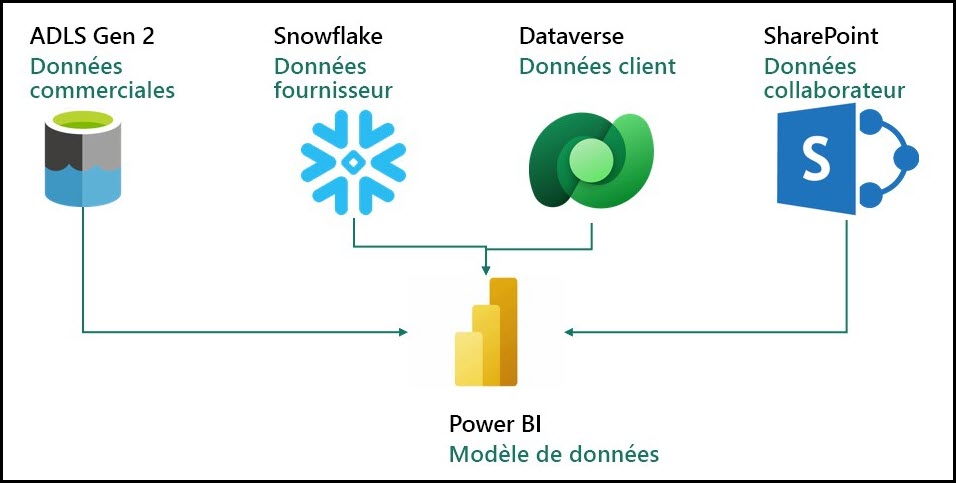 ADLS Gen 2
Données
commerciales
Snowflake
Données
fournisseur
Dataverse
Données client
SharePoint
Données
collaborateur
S
Power BI
Modèle de données